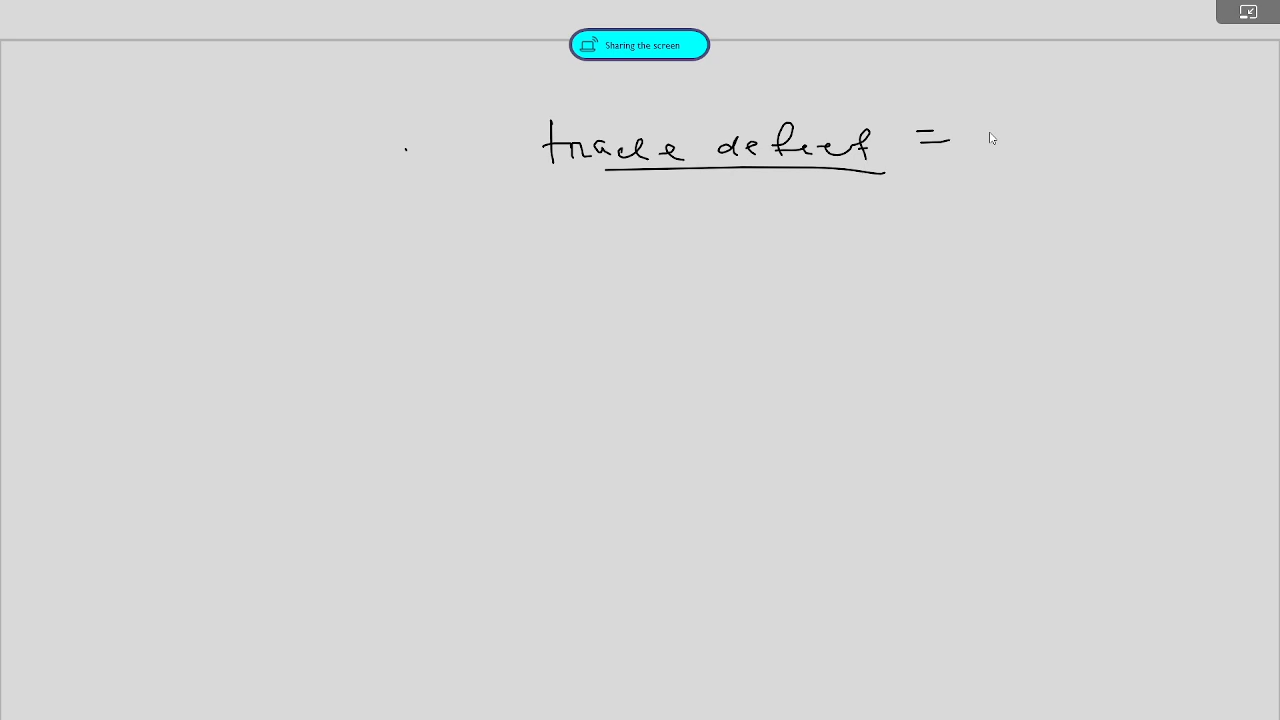 Sharing the screen
trade deficit =